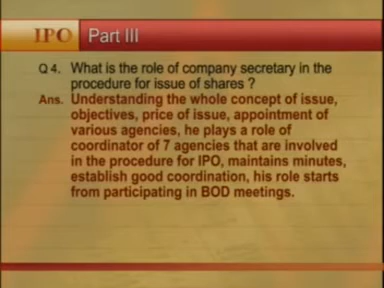 IPO Part III
Q 4. What is the role of company secretary in the
procedure for issue of shares ?
Ans. Understanding the whole concept of issue,
objectives, price of issue, appointment of
various agencies, he plays a role of
coordinator of 7 agencies that are involved
in the procedure for IPO, maintains minutes,
establish good coordination, his role starts
from participating in BOD meetings.